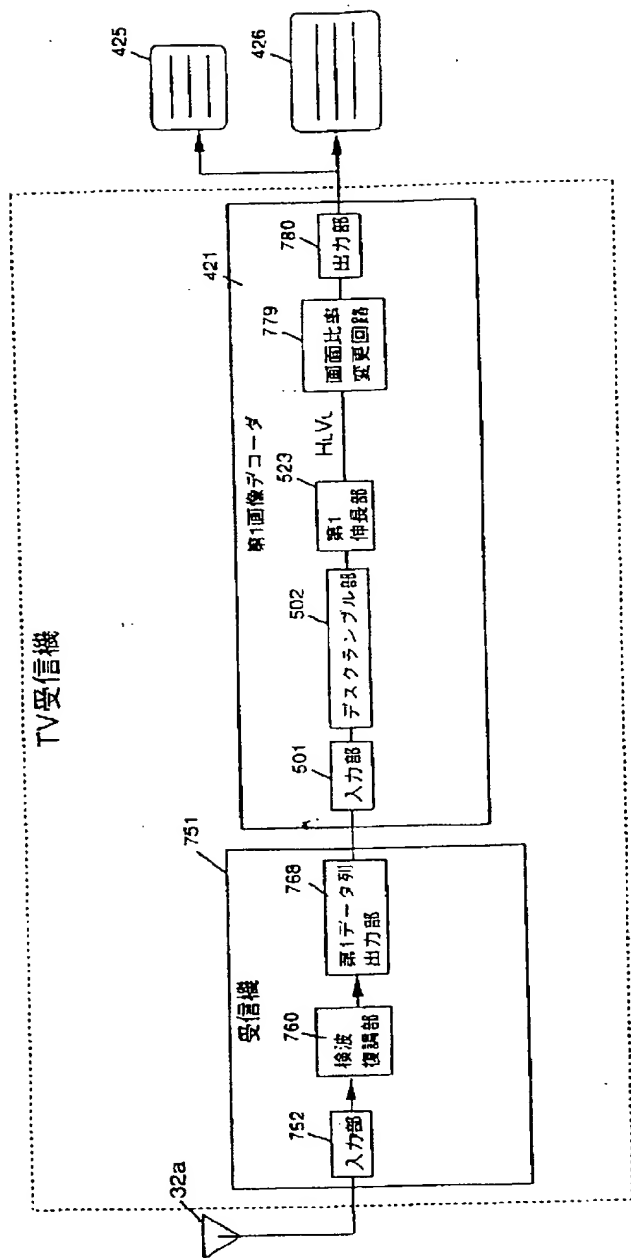 TV受信機
32a
751
受信機
752
入力部
760
検波
復調部
768
第1データ列
出力部
421
第1画像デコーダ
501
入力部
502
デスクランブル部
523
第1
伸長部
HLVL
779
画面比率
変更回路
780
出力部
425
426